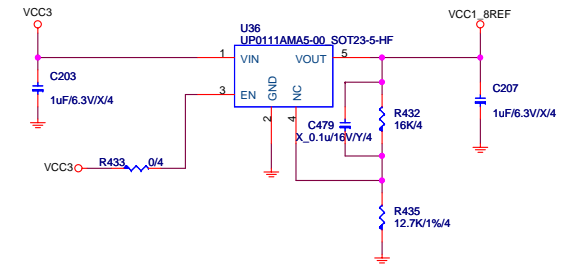 VCC3
VCC1_8REF
U36
UP0111AMA5-00_SOT23-5-HF
1
VIN
VOUT
5
C203
1uF/6.3V/X/4
3
EN
GND
NC
2
4
C479
X_0.1u/16V/Y/4
R432
16K/4
C207
1uF/6.3V/X/4
VCC3
R433
0/4
R435
12.7K/1%/4